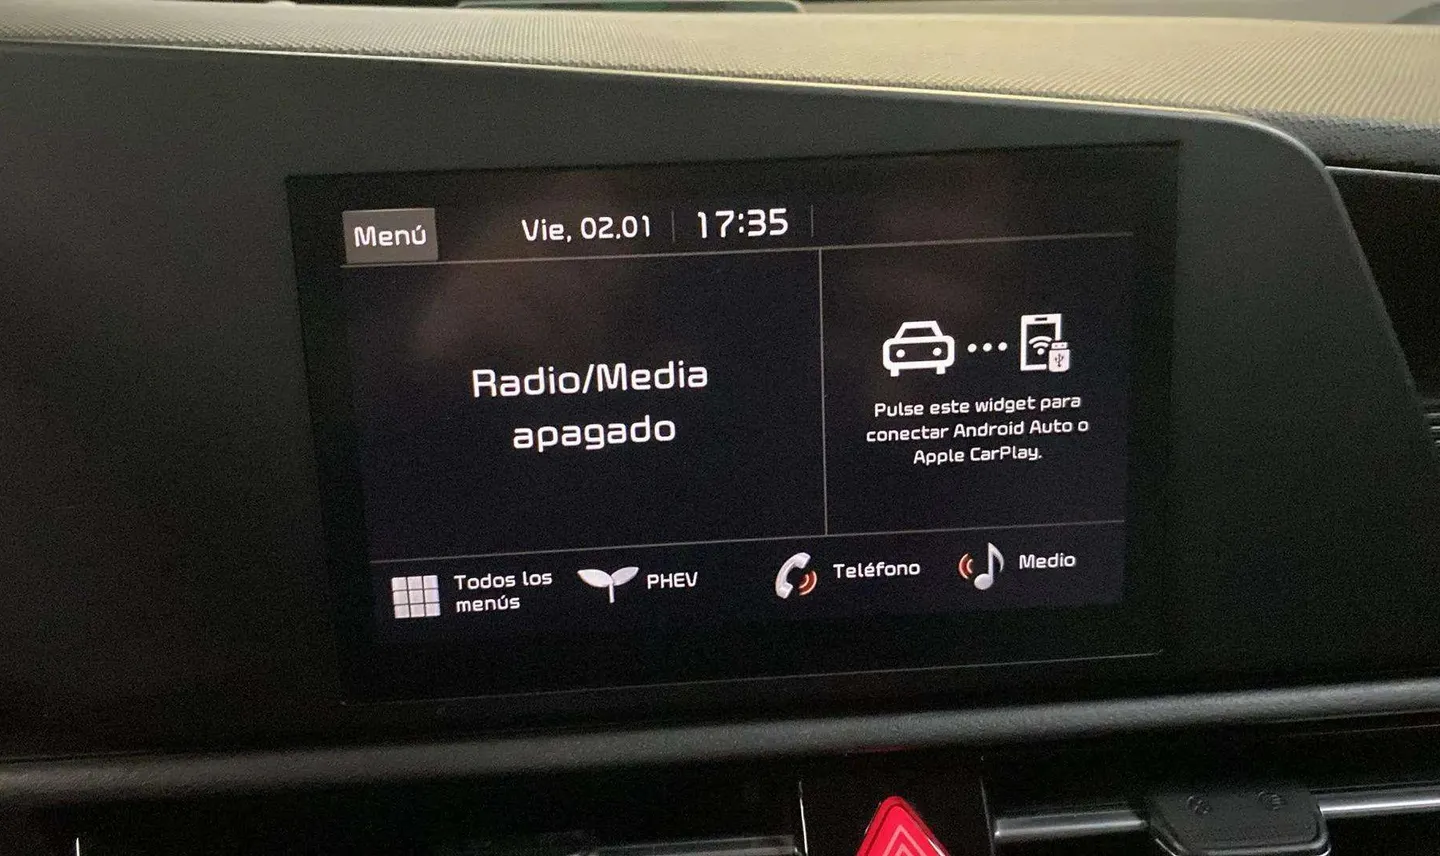 Menú
Vie, 02.01
17:35
Radio/Media
apagado
Pulse este widget para
conectar Android Auto o
Apple CarPlay.
Todos los
menús
PHEV
Teléfono
Medio